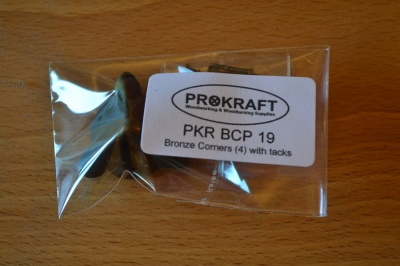 PROKRAFT
Woodworking & Woodturning Supplies
PKR BCP 19
Bronze Corners (4) with tacks